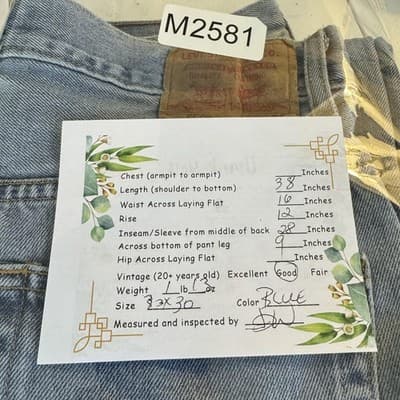 M2581
Chest (armpit to armpit) Inches
Length (shoulder to bottom) 38 Inches
Waist Across Laying Flat 16 Inches
Rise 12 Inches
Inseam/Sleeve from middle of back 28 Inches
Across bottom of pant leg 9 Inches
Hip Across Laying Flat Inches
Vintage (20+ years old) Excellent Good Fair
Weight 1 lb 13 oz
Size 33x30 Color BLUE
Measured and inspected by DW